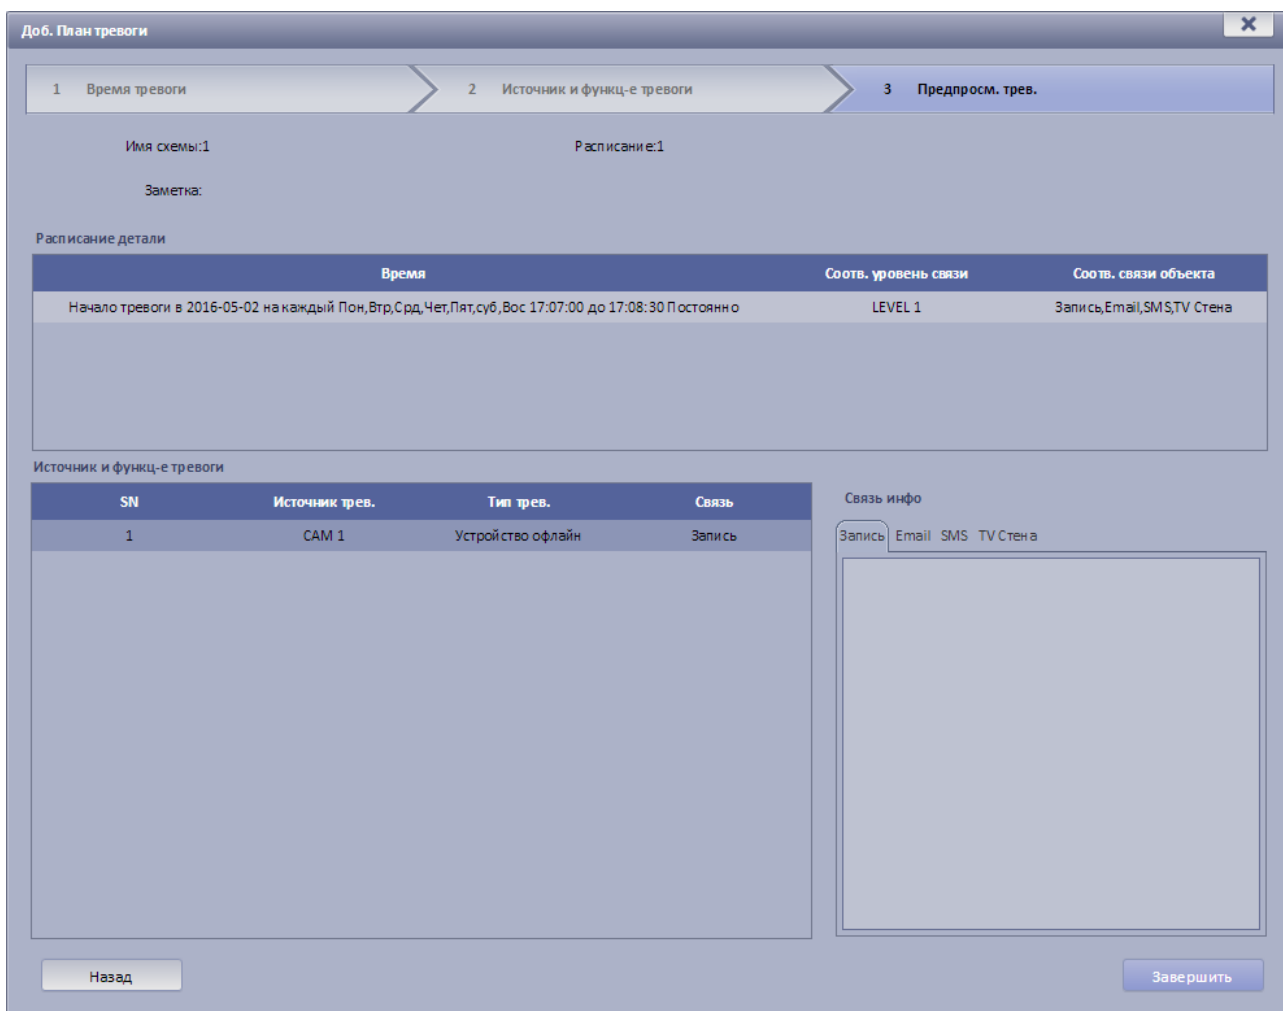 Доб. План тревоги
1 Время тревоги 2 Источник и функц-е тревоги 3 Предпросм. трев.
Имя схемы:1 Расписание:1
Заметка:
Расписание детали
Время Соотв. уровень связи Соотв. связи объекта
Начало тревоги в 2016-05-02 на каждый Пон,Втр,Срд,Чет,Пят,суб,Вос 17:07:00 до 17:08:30 Постоянно LEVEL 1 Запись,Email,SMS,TV Стена
Источник и функц-е тревоги
SN Источник трев. Тип трев. Связь
1 CAM 1 Устройство офлайн Запись
Связь инфо
Запись Email SMS TV Стена
Назад Завершить